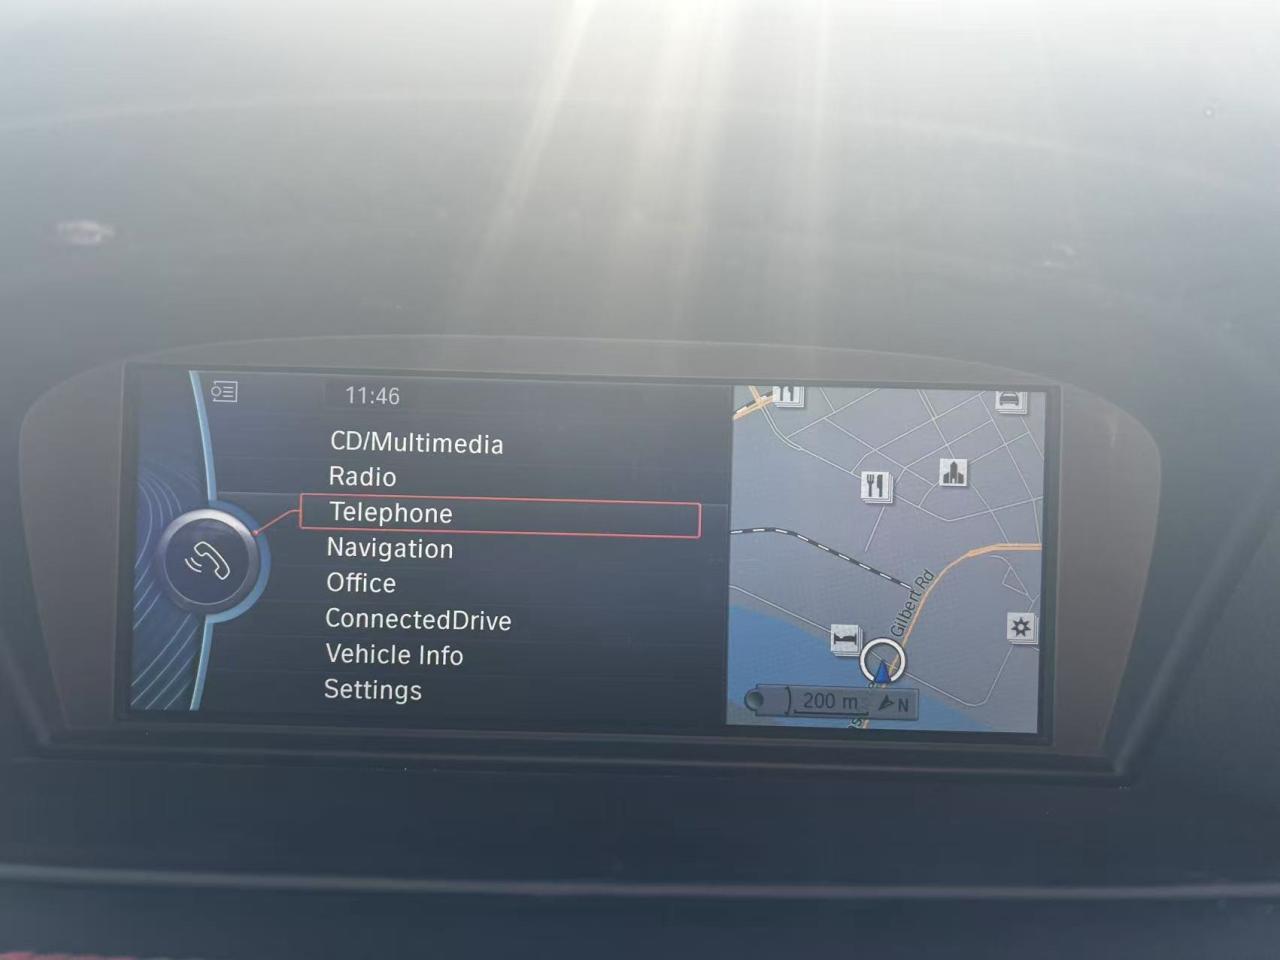 11:46
CD/Multimedia
Radio
Telephone
Navigation
Office
ConnectedDrive
Vehicle Info
Settings
Gilbert Rd
200 m
N